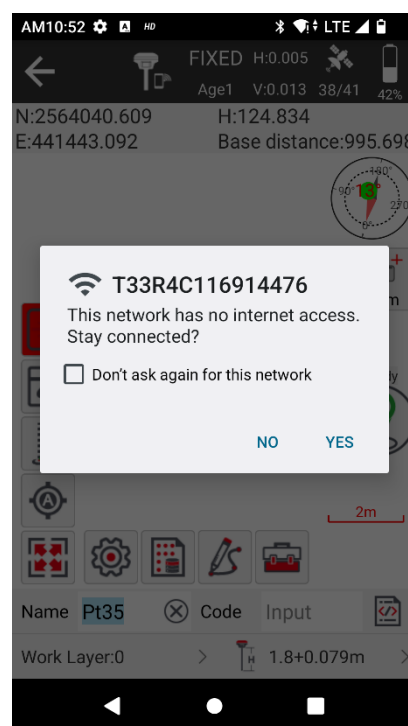 AM10:52 A HD LTE
FIXED H:0.005
Age1 V:0.013 38/41 42%
N:2564040.609 H:124.834
E:441443.092 Base distance:995.698
180°
90° 13° 270
0°
T33R4C116914476
m
This network has no internet access.
Stay connected?
Don't ask again for this network
y
NO YES
A
2m
Name Pt35 Code Input
Work Layer:0 > H 1.8+0.079m >